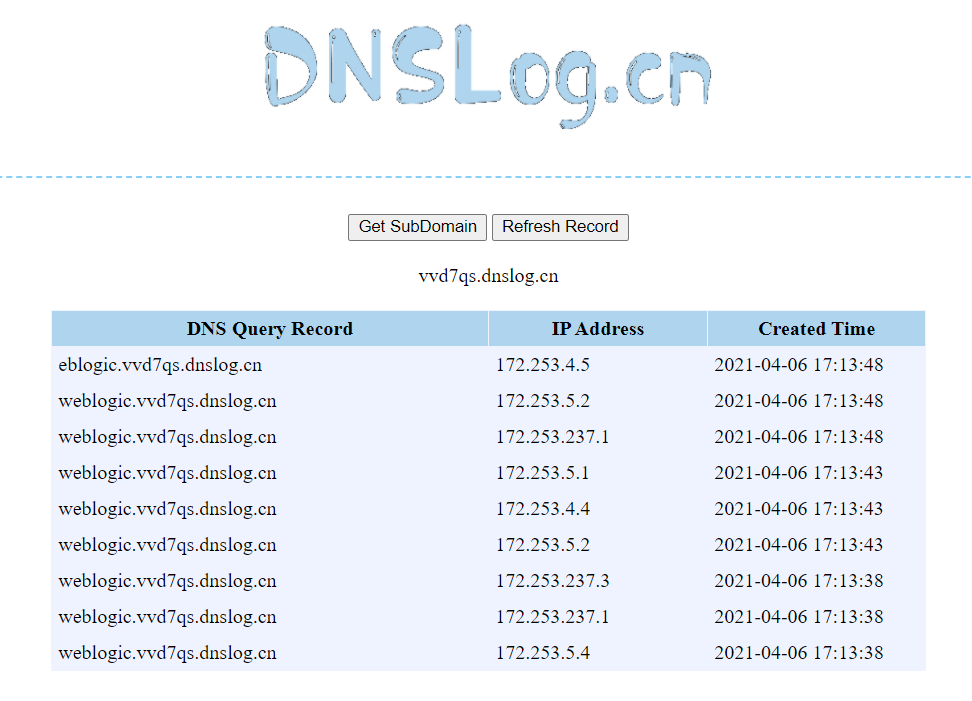 DNSLog.cn
Get SubDomain Refresh Record
vvd7qs.dnslog.cn
DNS Query Record IP Address Created Time
eblogic.vvd7qs.dnslog.cn 172.253.4.5 2021-04-06 17:13:48
weblogic.vvd7qs.dnslog.cn 172.253.5.2 2021-04-06 17:13:48
weblogic.vvd7qs.dnslog.cn 172.253.237.1 2021-04-06 17:13:48
weblogic.vvd7qs.dnslog.cn 172.253.5.1 2021-04-06 17:13:43
weblogic.vvd7qs.dnslog.cn 172.253.4.4 2021-04-06 17:13:43
weblogic.vvd7qs.dnslog.cn 172.253.5.2 2021-04-06 17:13:43
weblogic.vvd7qs.dnslog.cn 172.253.237.3 2021-04-06 17:13:38
weblogic.vvd7qs.dnslog.cn 172.253.237.1 2021-04-06 17:13:38
weblogic.vvd7qs.dnslog.cn 172.253.5.4 2021-04-06 17:13:38